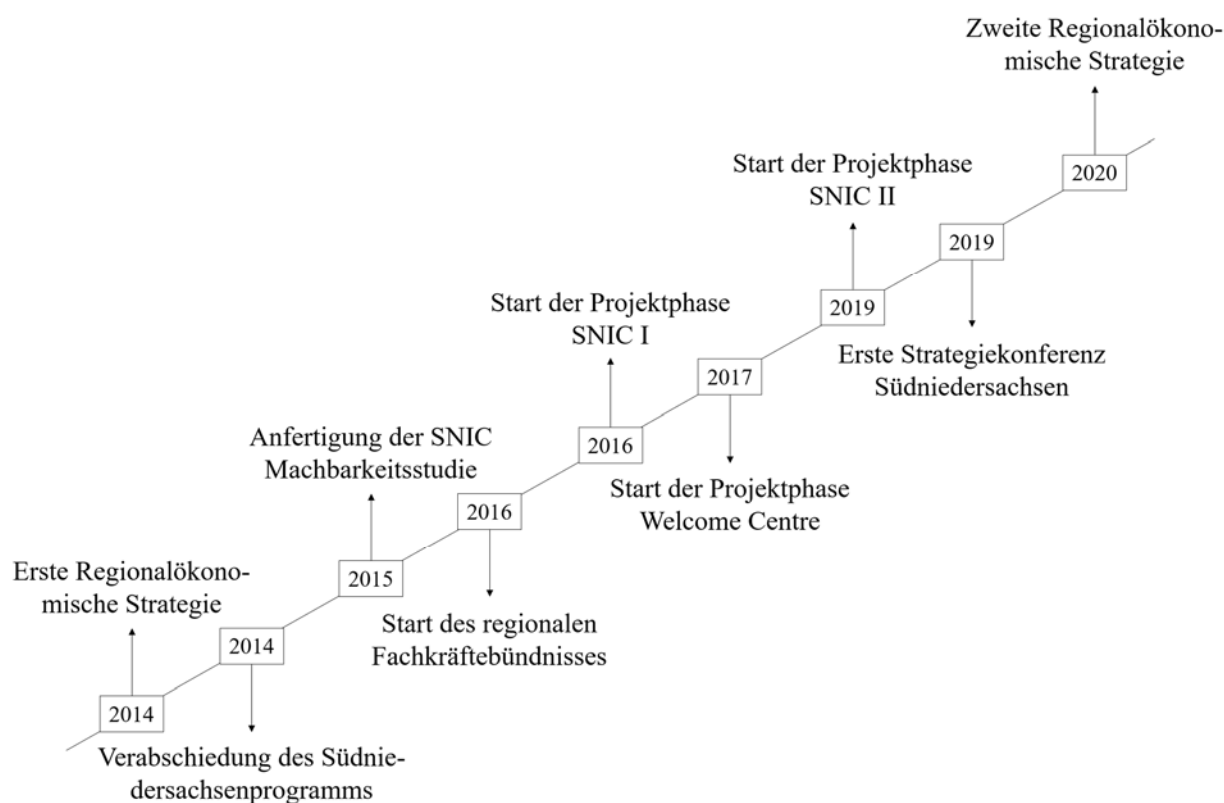 Zweite Regionalökono-
mische Strategie
2020
Start der Projektphase
SNIC II
2019
2019
Erste Strategiekonferenz
Südniedersachsen
Start der Projektphase
SNIC I
2017
2016
Start der Projektphase
Welcome Centre
Anfertigung der SNIC
Machbarkeitsstudie
2016
2015
Start des regionalen
Fachkräftebündnisses
Erste Regionalökono-
mische Strategie
2014
2014
Verabschiedung des Südnie-
dersachsenprogramms